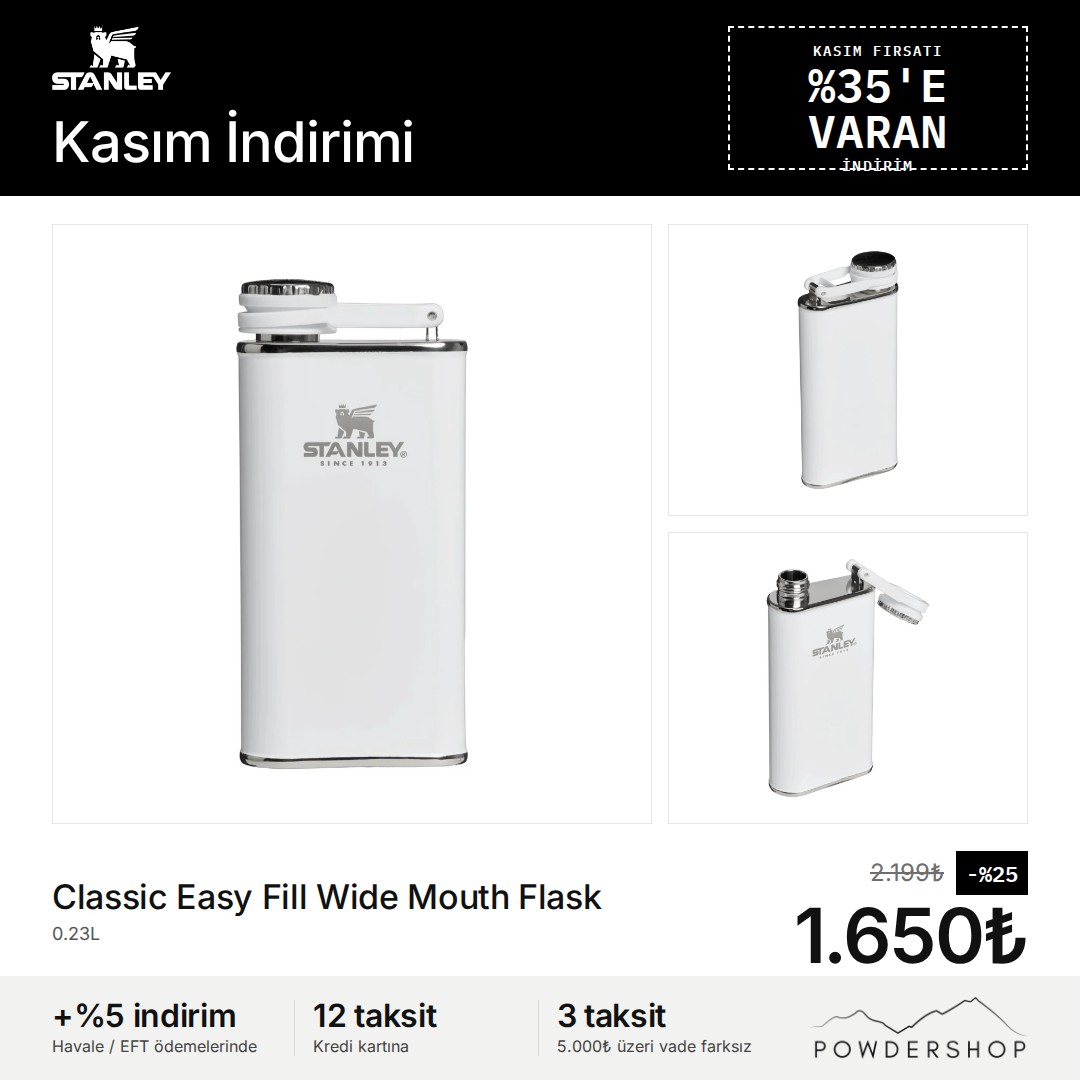 STANLEY
Kasım İndirimi
KASIM FIRSATI
%35'E
VARAN
İNDİRİM
STANLEY®
SINCE 1913
STANLEY
Classic Easy Fill Wide Mouth Flask
0.23L
2.199₺
-%25
1.650₺
+%5 indirim
Havale / EFT ödemelerinde
12 taksit
Kredi kartına
3 taksit
5.000₺ üzeri vade farksız
POWDERSHOP